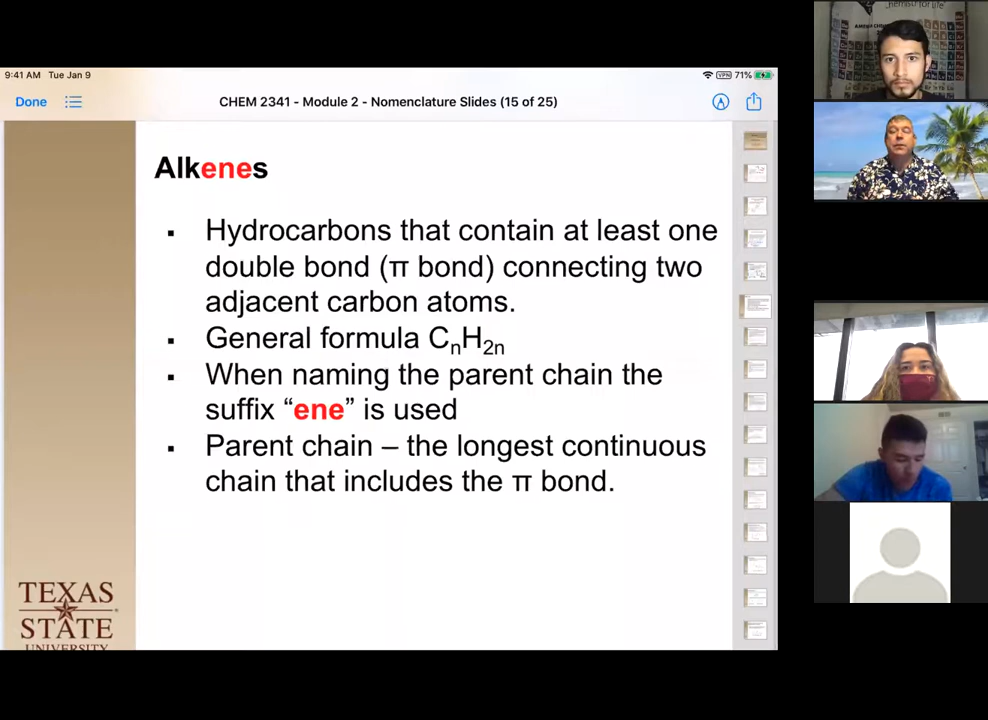 9:41 AM Tue Jan 9
VPN 71%
Done
CHEM 2341 - Module 2 - Nomenclature Slides (15 of 25)
Alkenes
▪ Hydrocarbons that contain at least one
double bond (π bond) connecting two
adjacent carbon atoms.
▪ General formula CₙH₂ₙ
▪ When naming the parent chain the
suffix “ene” is used
▪ Parent chain – the longest continuous
chain that includes the π bond.
TEXAS
STATE
UNIVERSITY